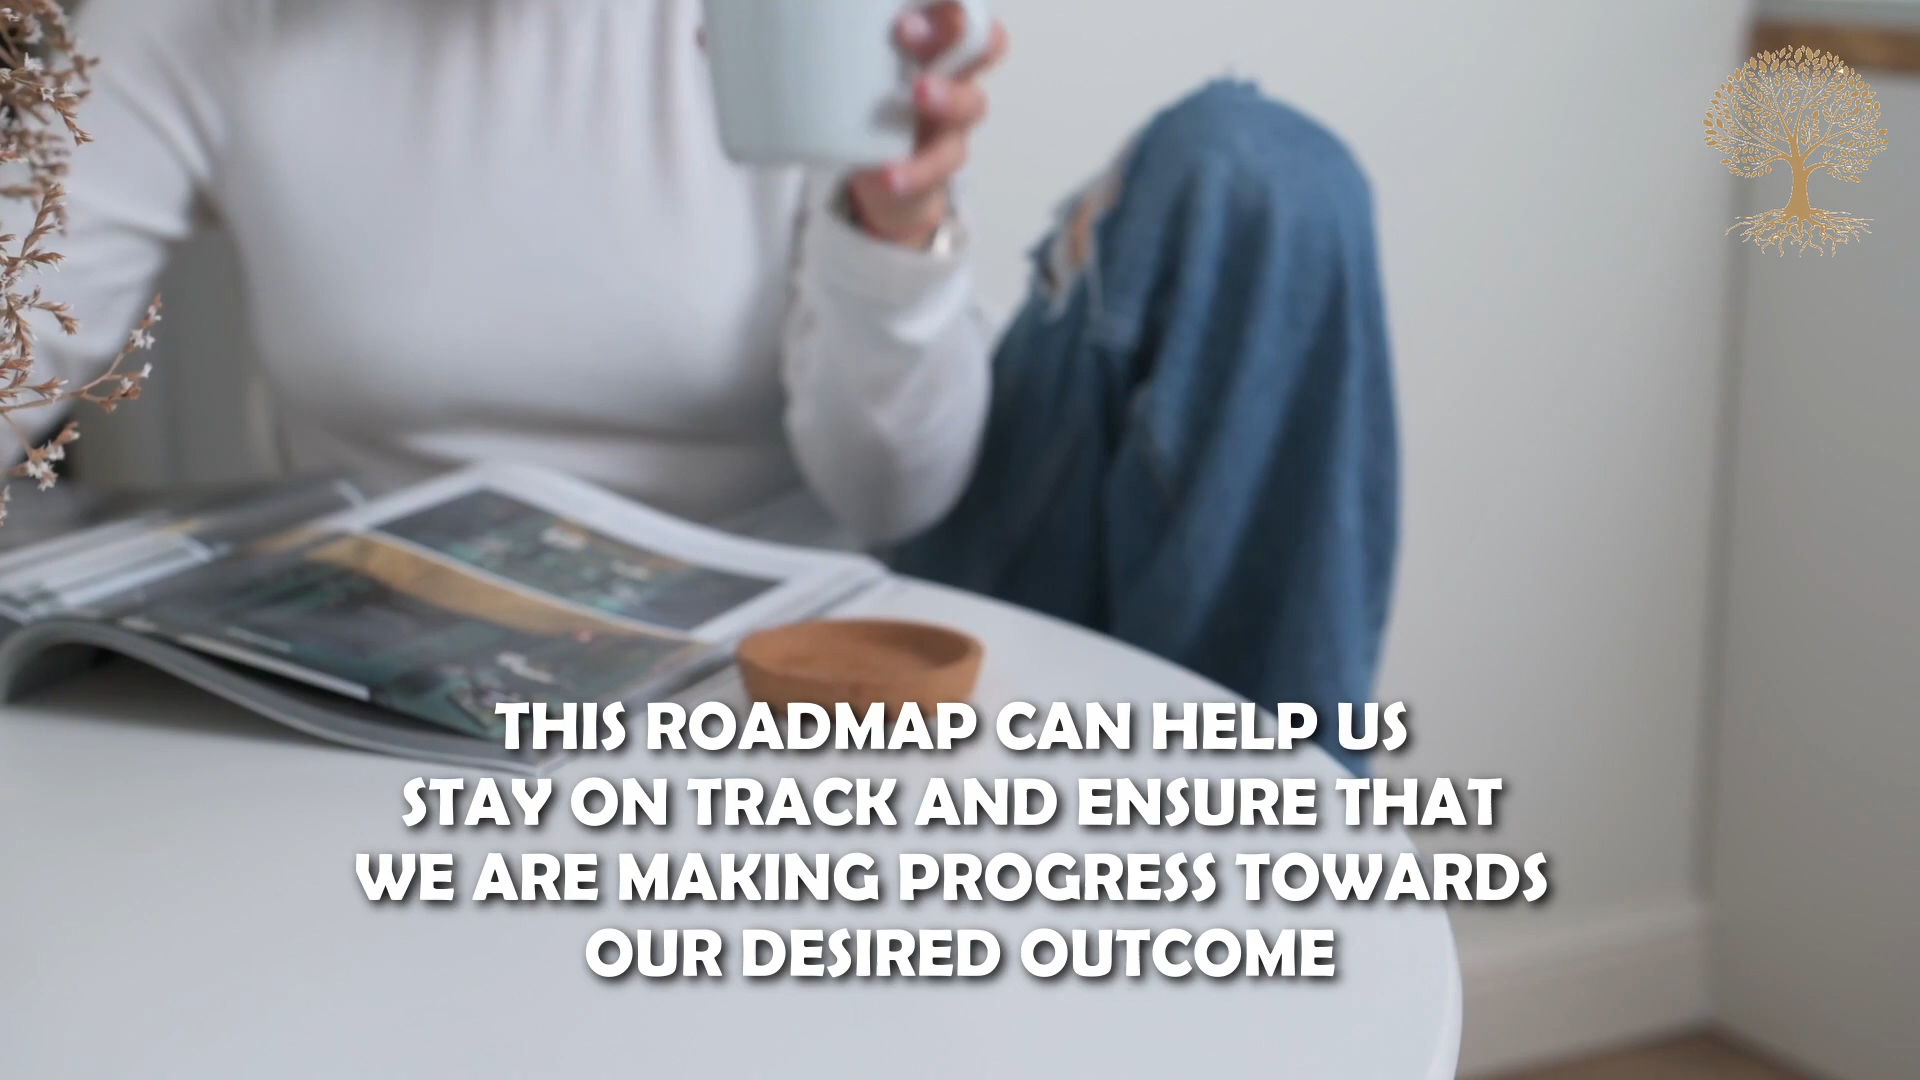 THIS ROADMAP CAN HELP US
STAY ON TRACK AND ENSURE THAT
WE ARE MAKING PROGRESS TOWARDS
OUR DESIRED OUTCOME